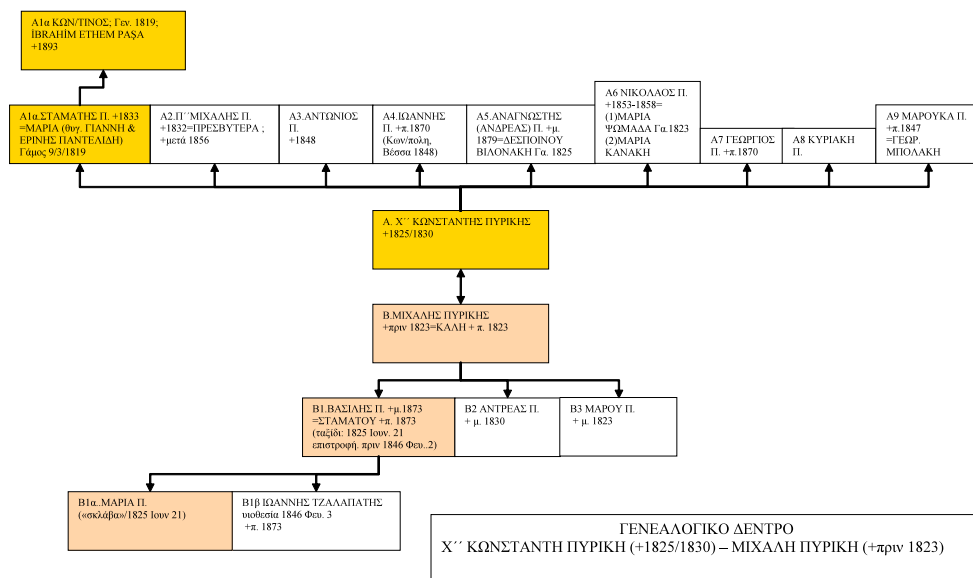 Α1α ΚΩΝ/ΤΙΝΟΣ; Γεν. 1819;
İBRAHİM ETHEM PAŞA
+1893
Α1α.ΣΤΑΜΑΤΗΣ Π. +1833
=ΜΑΡΙΑ (θυγ. ΓΙΑΝΝΗ &
ΕΡΙΝΗΣ ΠΑΝΤΕΛΙΔΗ)
Γάμος 9/3/1819
Α2.Π΄΄ΜΙΧΑΛΗΣ Π.
+1832=ΠΡΕΣΒΥΤΕΡΑ ;
+μετά 1856
Α3.ΑΝΤΩΝΙΟΣ
Π.
+1848
Α4.ΙΩΑΝΝΗΣ
Π. +π.1870
(Κων/πολη,
Βέσσα 1848)
Α5.ΑΝΑΓΝΩΣΤΗΣ
(ΑΝΔΡΕΑΣ) Π. +μ.
1879=ΔΕΣΠΟΙΝΟΥ
ΒΙΛΟΝΑΚΗ Γα. 1825
Α6 ΝΙΚΟΛΑΟΣ Π.
+1853-1858=
(1)ΜΑΡΙΑ
ΨΩΜΑΔΑ Γα.1823
(2)ΜΑΡΙΑ
ΚΑΝΑΚΗ
Α7 ΓΕΩΡΓΙΟΣ
Π. +π.1870
Α8 ΚΥΡΙΑΚΗ
Π.
Α9 ΜΑΡΟΥΚΑ Π.
+π.1847
=ΓΕΩΡ.
ΜΠΟΛΑΚΗ
Α. Χ΄΄ ΚΩΝΣΤΑΝΤΗΣ ΠΥΡΙΚΗΣ
+1825/1830
Β.ΜΙΧΑΛΗΣ ΠΥΡΙΚΗΣ
+πριν 1823=ΚΑΛΗ + π. 1823
Β1.ΒΑΣΙΛΗΣ Π. +μ.1873
=ΣΤΑΜΑΤΟΥ +π. 1873
(ταξίδι: 1825 Ιουν. 21
επιστροφή. πριν 1846 Φευ..2)
Β2 ΑΝΤΡΕΑΣ Π.
+ μ. 1830
Β3 ΜΑΡΟΥ Π.
+ μ. 1823
Β1α..ΜΑΡΙΑ Π.
(«σκλάβα»/1825 Ιουν 21)
Β1β ΙΩΑΝΝΗΣ ΤΖΑΛΑΠΑΤΗΣ
υιοθεσία 1846 Φευ. 3
+π. 1873
ΓΕΝΕΑΛΟΓΙΚΟ ΔΕΝΤΡΟ
Χ΄΄ ΚΩΝΣΤΑΝΤΗ ΠΥΡΙΚΗ (+1825/1830) – ΜΙΧΑΛΗ ΠΥΡΙΚΗ (+πριν 1823)